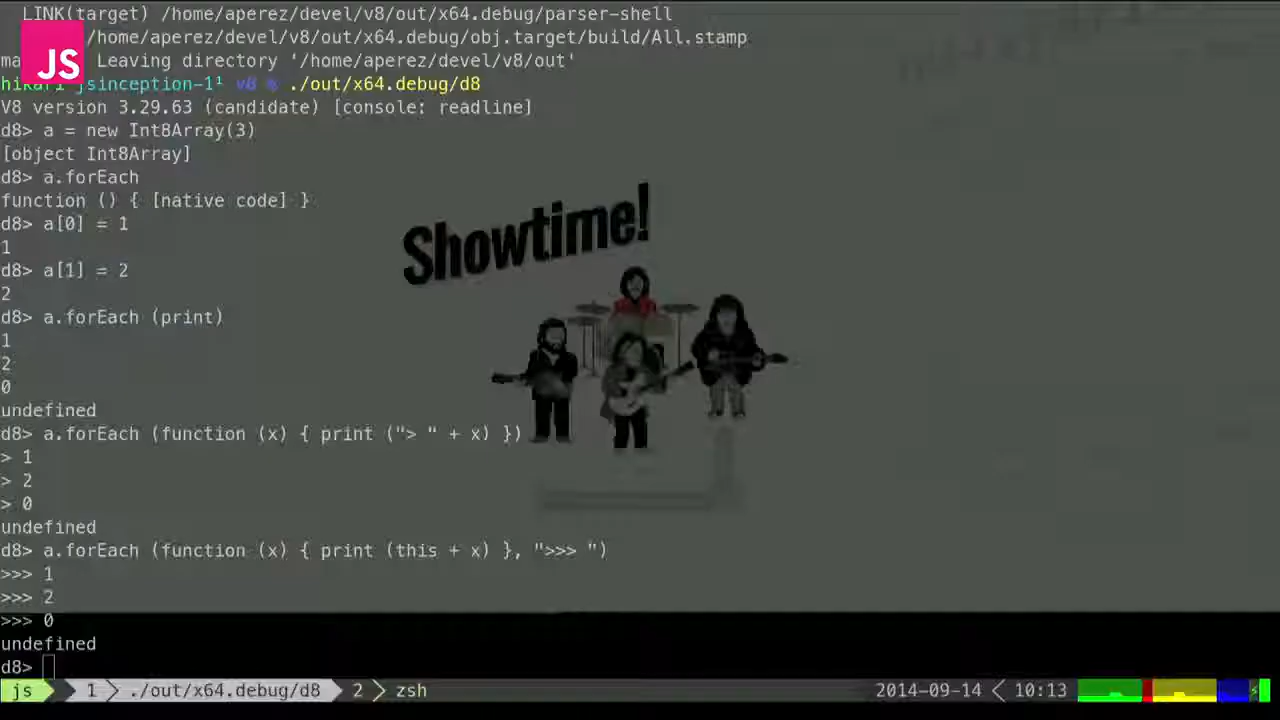 LINK(target) /home/aperez/devel/v8/out/x64.debug/parser-shell
/home/aperez/devel/v8/out/x64.debug/obj.target/build/All.stamp
JS
Leaving directory '/home/aperez/devel/v8/out'
jsinception-1¹ v8 % ./out/x64.debug/d8
V8 version 3.29.63 (candidate) [console: readline]
d8> a = new Int8Array(3)
[object Int8Array]
d8> a.forEach
function () { [native code] }
d8> a[0] = 1
1
d8> a[1] = 2
2
d8> a.forEach (print)
1
2
0
undefined
d8> a.forEach (function (x) { print ("> " + x) })
> 1
> 2
> 0
undefined
d8> a.forEach (function (x) { print (this + x) }, ">>> ")
>>> 1
>>> 2
>>> 0
undefined
d8>
Showtime!
js 1 ./out/x64.debug/d8 2 zsh 2014-09-14 10:13